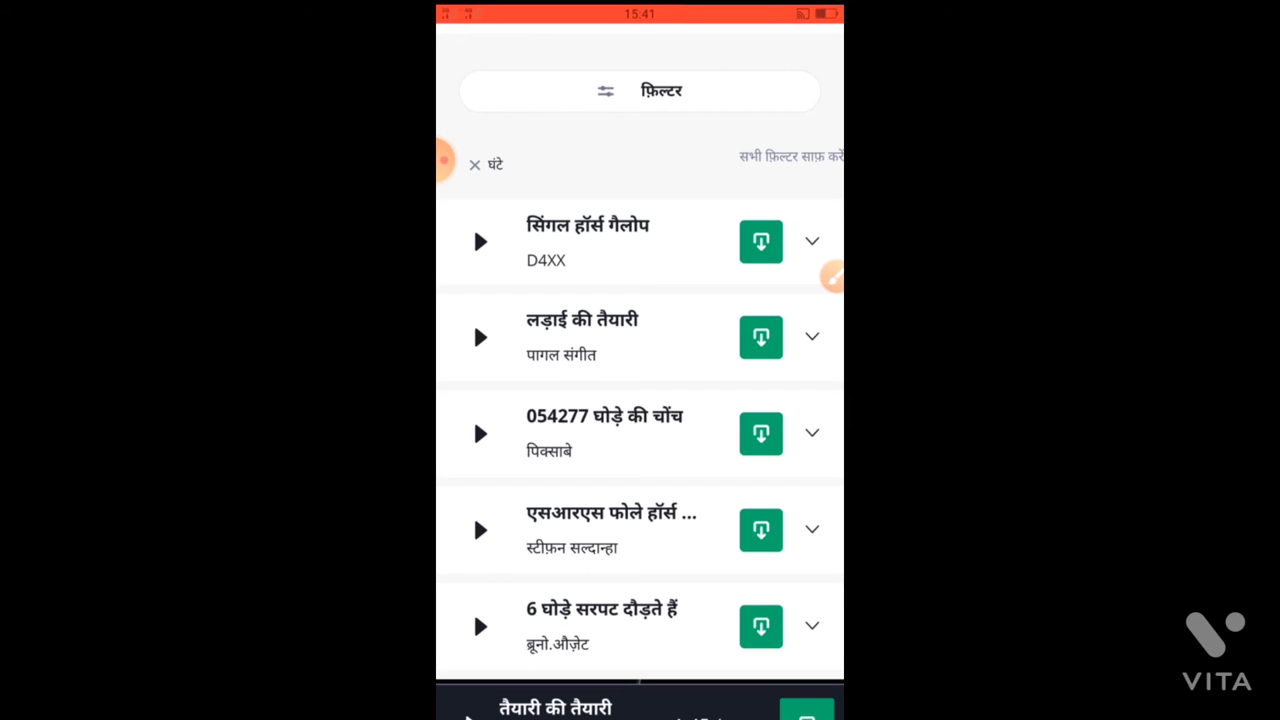 15:41
फ़िल्टर
सभी फ़िल्टर साफ़ करें
× घंटे
सिंगल हॉर्स गैलोप
D4XX
लड़ाई की तैयारी
पागल संगीत
054277 घोड़े की चोंच
पिक्साबे
एसआरएस फोले हॉर्स ...
स्टीफ़न सल्दान्हा
6 घोड़े सरपट दौड़ते हैं
ब्रूनो.औज़ेट
तैयारी की तैयारी
VITA